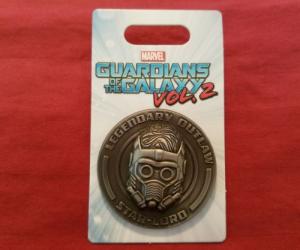 MARVEL
GUARDIANS
OF THE GALAXY
VOL. 2
LEGENDARY OUTLAW
STAR-LORD